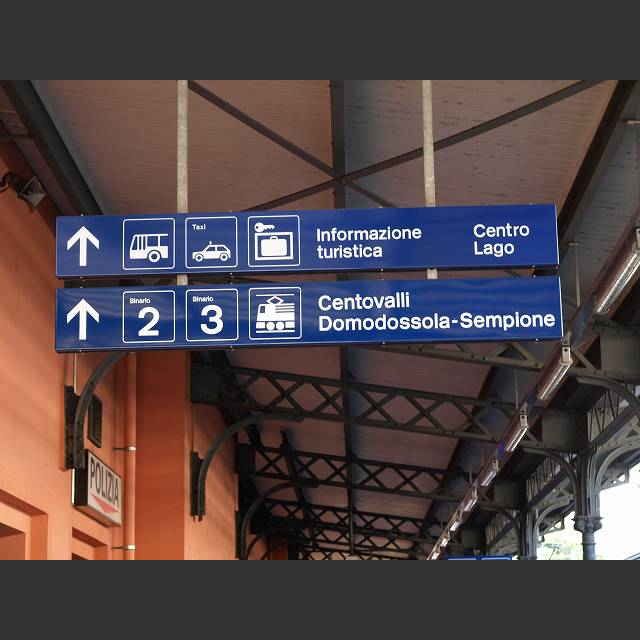 Taxi
Informazione
turistica
Centro
Lago
Binario
2
Binario
3
Centovalli
Domodossola-Sempione
POLIZIA